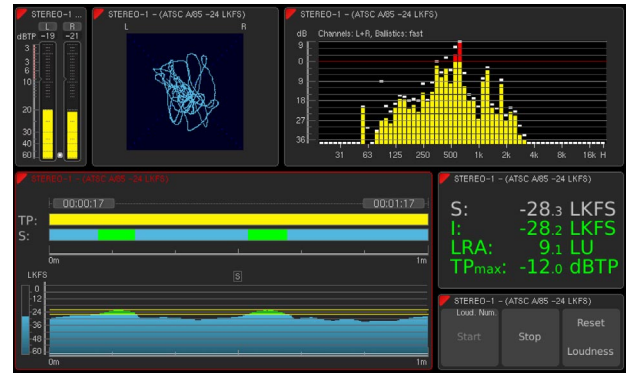 STEREO-1 ...
L R
dBTP -19 -21
3
3
6
10
20
30
40
60
STEREO-1 - (ATSC A/85 -24 LKFS)
L R
STEREO-1 - (ATSC A/85 -24 LKFS)
dB Channels: L+R, Ballistics: fast
9
0
9
18
27
36
31 63 125 250 500 1k 2k 4k 8k 16k H
STEREO-1 - (ATSC A/85 -24 LKFS)
00:00:17 00:01:17
TP:
S:
0m 1m
LKFS S
0
-12
-24
-36
-48
-60
0m 1m
STEREO-1 - (ATSC A/85 -24 LKFS)
S: -28.3 LKFS
I: -28.2 LKFS
LRA: 9.1 LU
TPmax: -12.0 dBTP
STEREO-1 - (ATSC A/85 -24 LKFS)
Loud. Num.
Start Stop Reset
Loudness